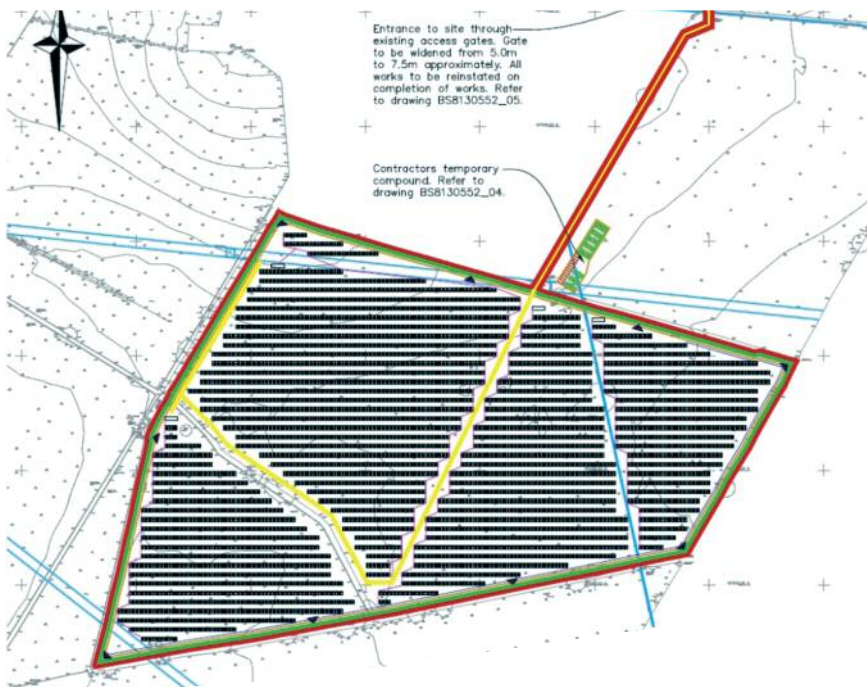 Entrance to site through
existing access gates. Gate
to be widened from 5.0m
to 7.5m approximately. All
works to be reinstated on
completion of works. Refer
to drawing BS8130552_05.
Contractors temporary
compound. Refer to
drawing BS8130552_04.